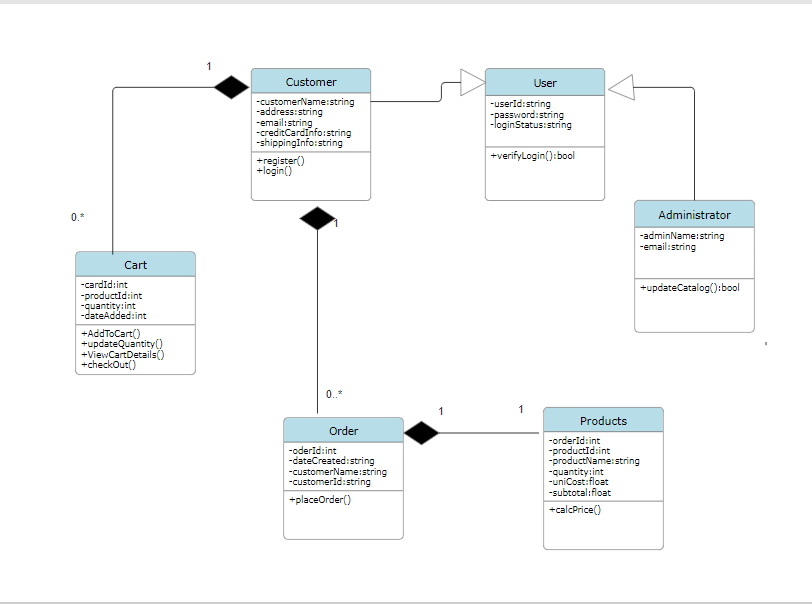 1
Customer
-customerName:string
-address:string
-email:string
-creditCardInfo:string
-shippingInfo:string
+register()
+login()
User
-userId:string
-password:string
-loginStatus:string
+verifyLogin():bool
Administrator
-adminName:string
-email:string
+updateCatalog():bool
0.*
1
Cart
-cardId:int
-productId:int
-quantity:int
-dateAdded:int
+AddToCart()
+updateQuantity()
+ViewCartDetails()
+checkOut()
0..*
Order
-oderId:int
-dateCreated:string
-customerName:string
-customerId:string
+placeOrder()
1
1
Products
-orderId:int
-productId:int
-productName:string
-quantity:int
-uniCost:float
-subtotal:float
+calcPrice()